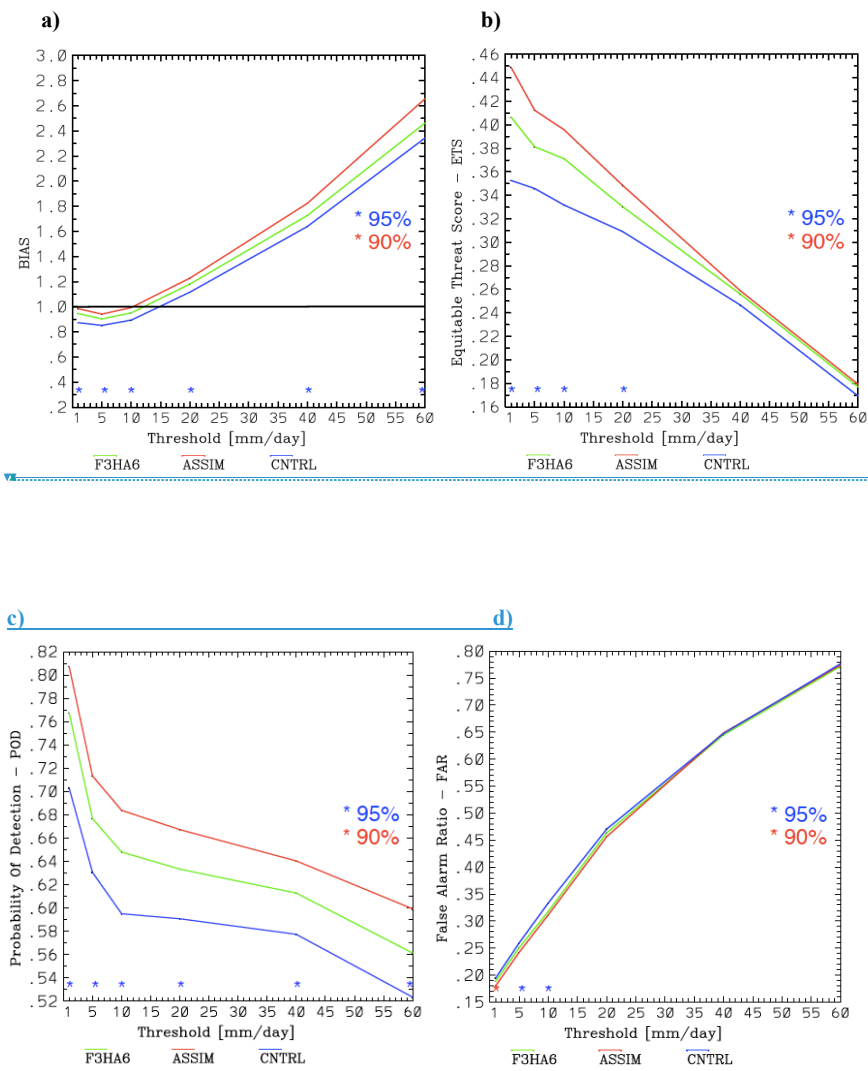 a)
3.0
2.8
2.6
2.4
2.2
2.0
1.8
1.6
1.4
1.2
1.0
.8
.6
.4
.2
BIAS
* 95%
* 90%
* * * * * *
1 5 10 15 20 25 30 35 40 45 50 55 60
Threshold [mm/day]
F3HA6 ASSIM CNTRL
b)
.46
.44
.42
.40
.38
.36
.34
.32
.30
.28
.26
.24
.22
.20
.18
.16
Equitable Threat Score - ETS
* 95%
* 90%
* * * *
1 5 10 15 20 25 30 35 40 45 50 55 60
Threshold [mm/day]
F3HA6 ASSIM CNTRL
c)
.82
.80
.78
.76
.74
.72
.70
.68
.66
.64
.62
.60
.58
.56
.54
.52
Probability Of Detection - POD
* 95%
* 90%
* * * * * *
1 5 10 15 20 25 30 35 40 45 50 55 60
Threshold [mm/day]
F3HA6 ASSIM CNTRL
d)
.80
.75
.70
.65
.60
.55
.50
.45
.40
.35
.30
.25
.20
.15
False Alarm Ratio - FAR
* 95%
* 90%
* * *
1 5 10 15 20 25 30 35 40 45 50 55 60
Threshold [mm/day]
F3HA6 ASSIM CNTRL